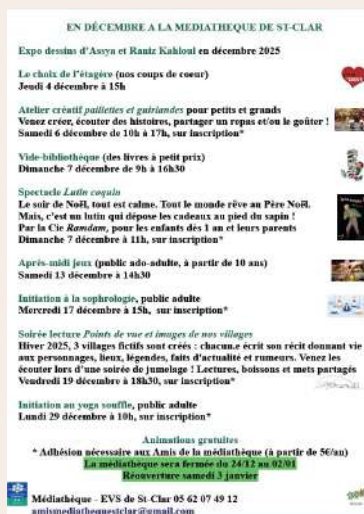 EN DÉCEMBRE A LA MEDIATHEQUE DE ST-CLAR
Expo dessins d'Assya et Raniz Kahloul en décembre 2025
Le choix de l'étagère (nos coups de coeur)
Jeudi 4 décembre à 15h
Atelier créatif pailletes et guirlandes pour petits et grands
Venez créer, écouter des histoires, partager un repas et/ou le goûter !
Samedi 6 décembre de 10h à 17h, sur inscription*
Vide-bibliothèque (des livres à petit prix)
Dimanche 7 décembre de 9h à 16h30
Spectacle Lutin coquin
Le soir de Noël, tout est calme. Tout le monde rêve au Père Noël.
Mais, c'est un lutin qui dépose les cadeaux au pied du sapin !
Par la Cie Ramdam, pour les enfants dès 1 an et leurs parents
Dimanche 7 décembre à 11h, sur inscription*
Après-midi jeux (public ado-adulte, à partir de 10 ans)
Samedi 13 décembre à 14h30
Initiation à la sophrologie, public adulte
Mercredi 17 décembre à 15h, sur inscription*
Soirée lecture Points de vue et images de nos villages
Hiver 2025, 3 villages fictifs sont créés : chacun.e écrit son récit donnant vie
aux personnages, lieux, légendes, faits d'actualité et rumeurs. Venez les
écouter lors d'une soirée de jumelage ! Lectures, boissons et mets partagés
Vendredi 19 décembre à 18h30, sur inscription*
Initiation au yoga souffle, public adulte
Lundi 29 décembre à 10h, sur inscription*
Animations gratuites
* Adhésion nécessaire aux Amis de la médiathèque (à partir de 5€/an)
La médiathèque sera fermée du 24/12 au 02/01
Réouverture samedi 3 janvier
Médiathèque - EVS de St-Clar 05 62 07 49 12
amismediathequestclar@gmail.com